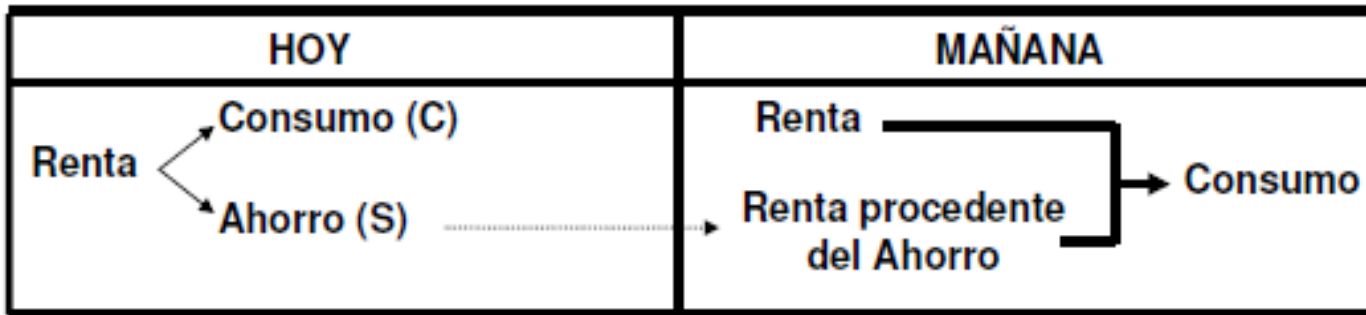 HOY
MAÑANA
Renta
Consumo (C)
Ahorro (S)
Renta
Renta procedente
del Ahorro
Consumo